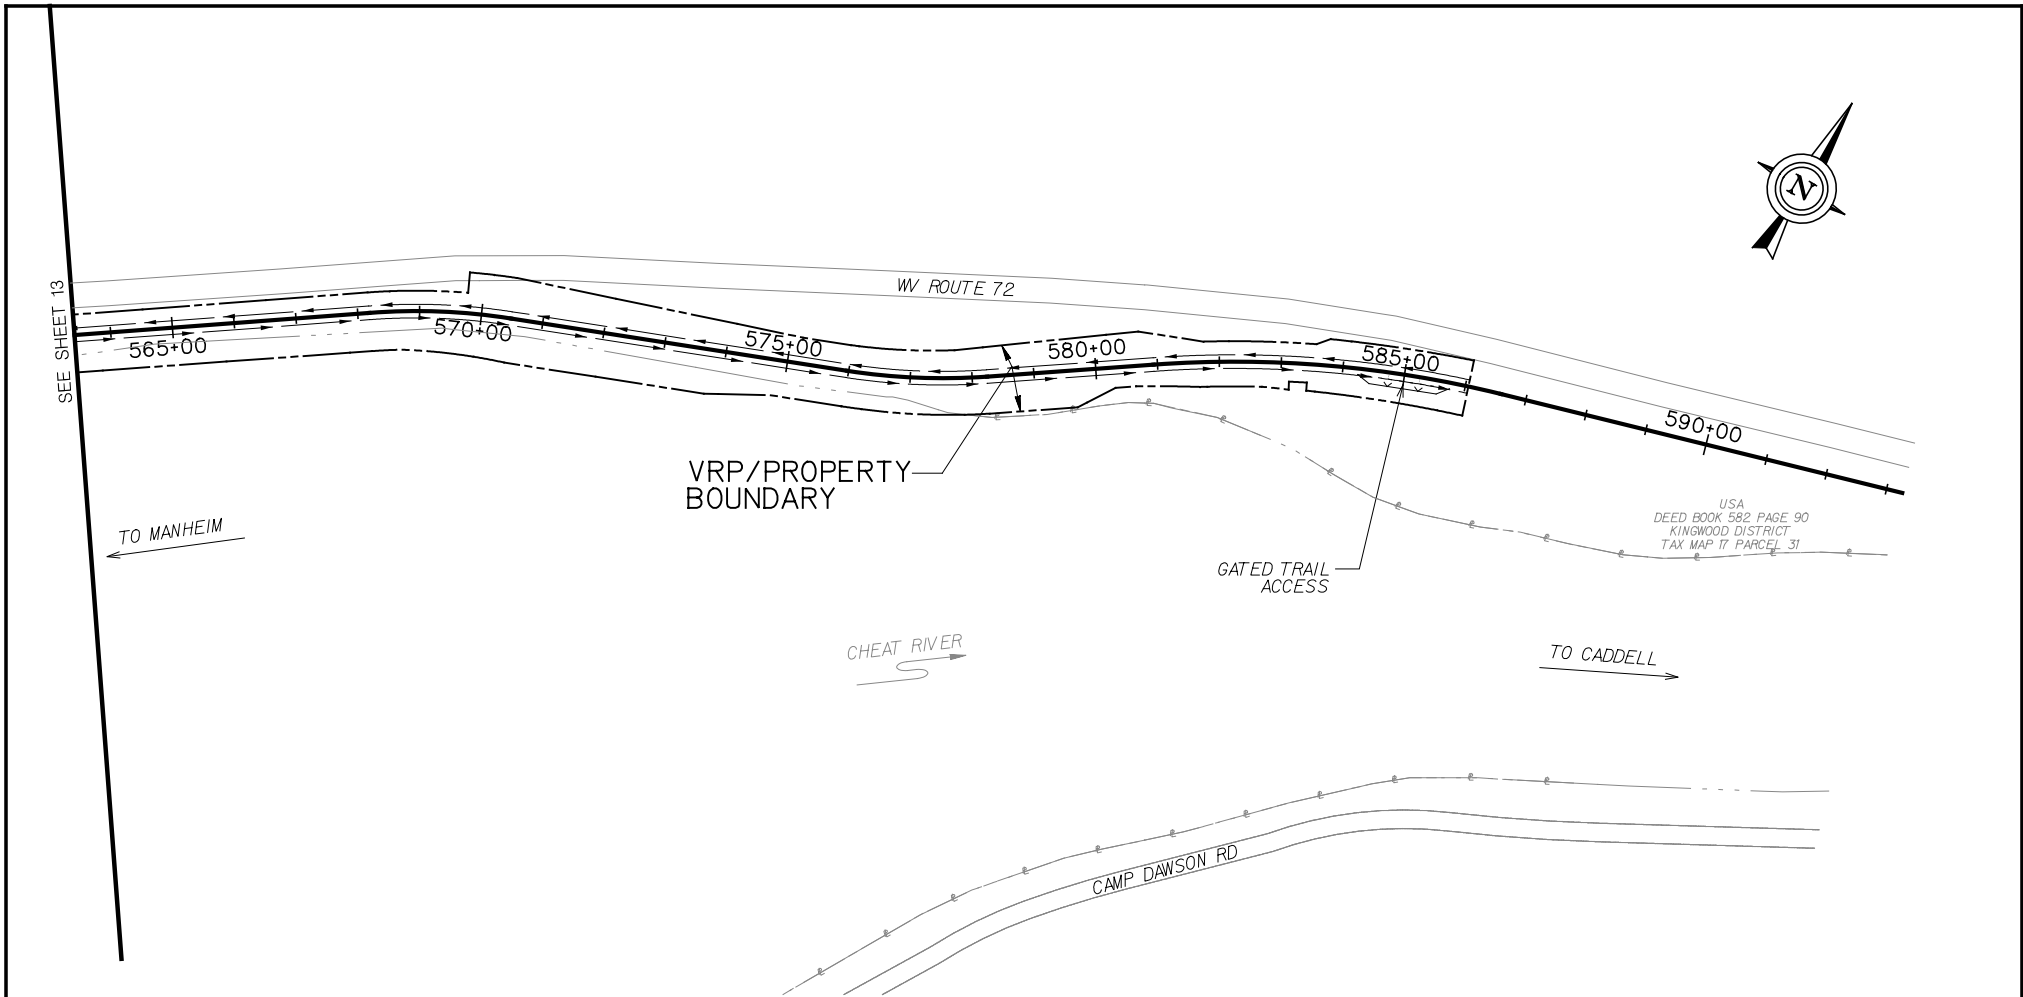 N
WV ROUTE 72
SEE SHEET 13
565+00
570+00
575+00
580+00
585+00
590+00
VRP/PROPERTY
BOUNDARY
USA
DEED BOOK 582 PAGE 90
KINGWOOD DISTRICT
TAX MAP 17 PARCEL 31
TO MANHEIM
GATED TRAIL
ACCESS
CHEAT RIVER
TO CADDELL
CAMP DAWSON RD